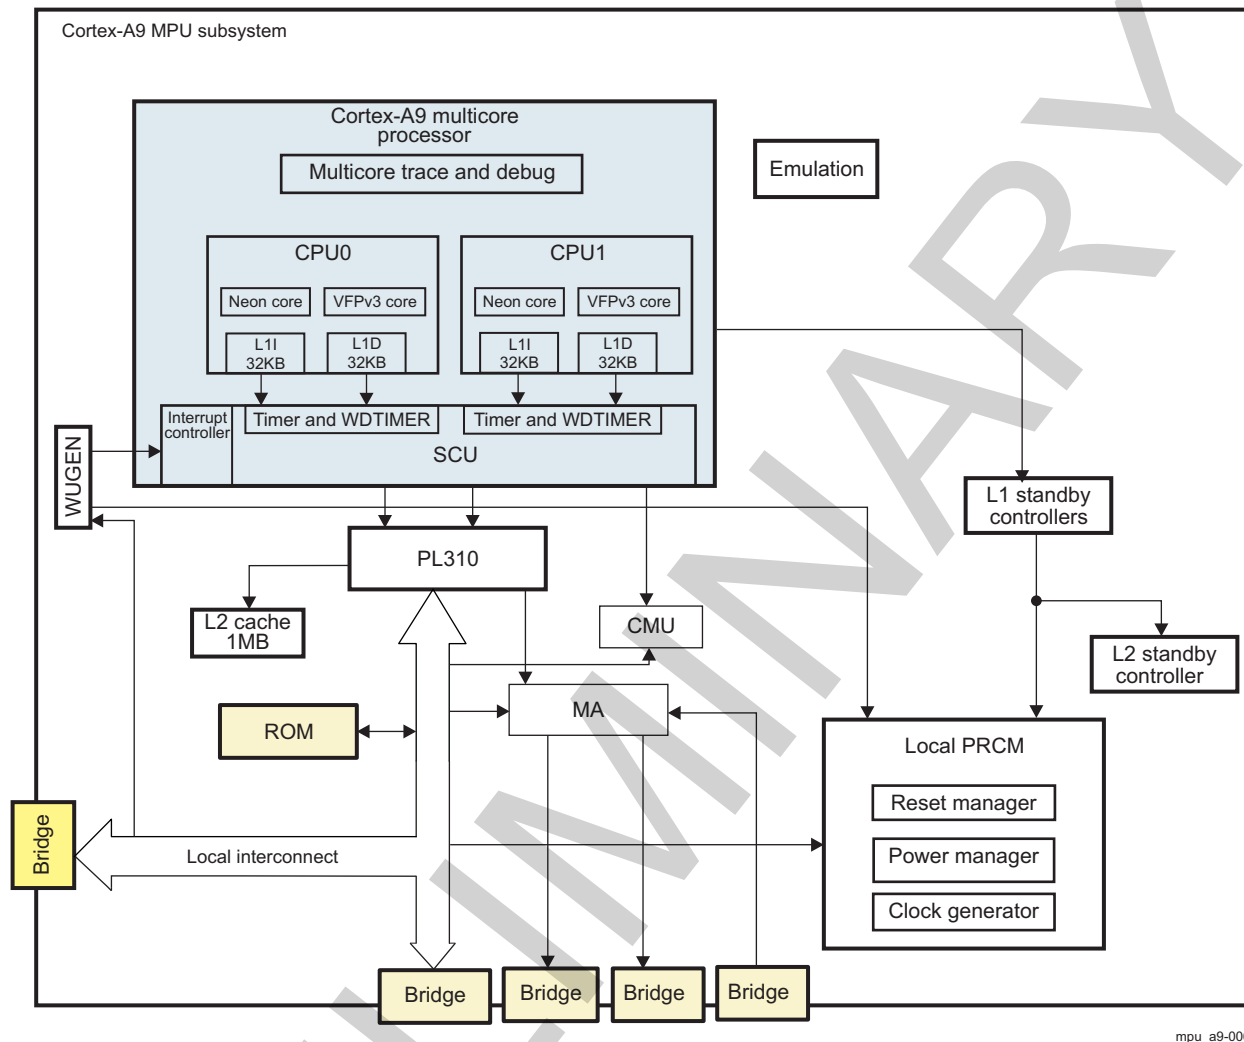 Cortex-A9 MPU subsystem
Cortex-A9 multicore
processor
Multicore trace and debug
Emulation
CPU0
CPU1
Neon core
VFPv3 core
Neon core
VFPv3 core
L1I
32KB
L1D
32KB
L1I
32KB
L1D
32KB
Interrupt
controller
Timer and WDTIMER
Timer and WDTIMER
SCU
WUGEN
L1 standby
controllers
PL310
L2 cache
1MB
CMU
L2 standby
controller
MA
ROM
Local PRCM
Reset manager
Power manager
Clock generator
Bridge
Local interconnect
Bridge
Bridge
Bridge
Bridge